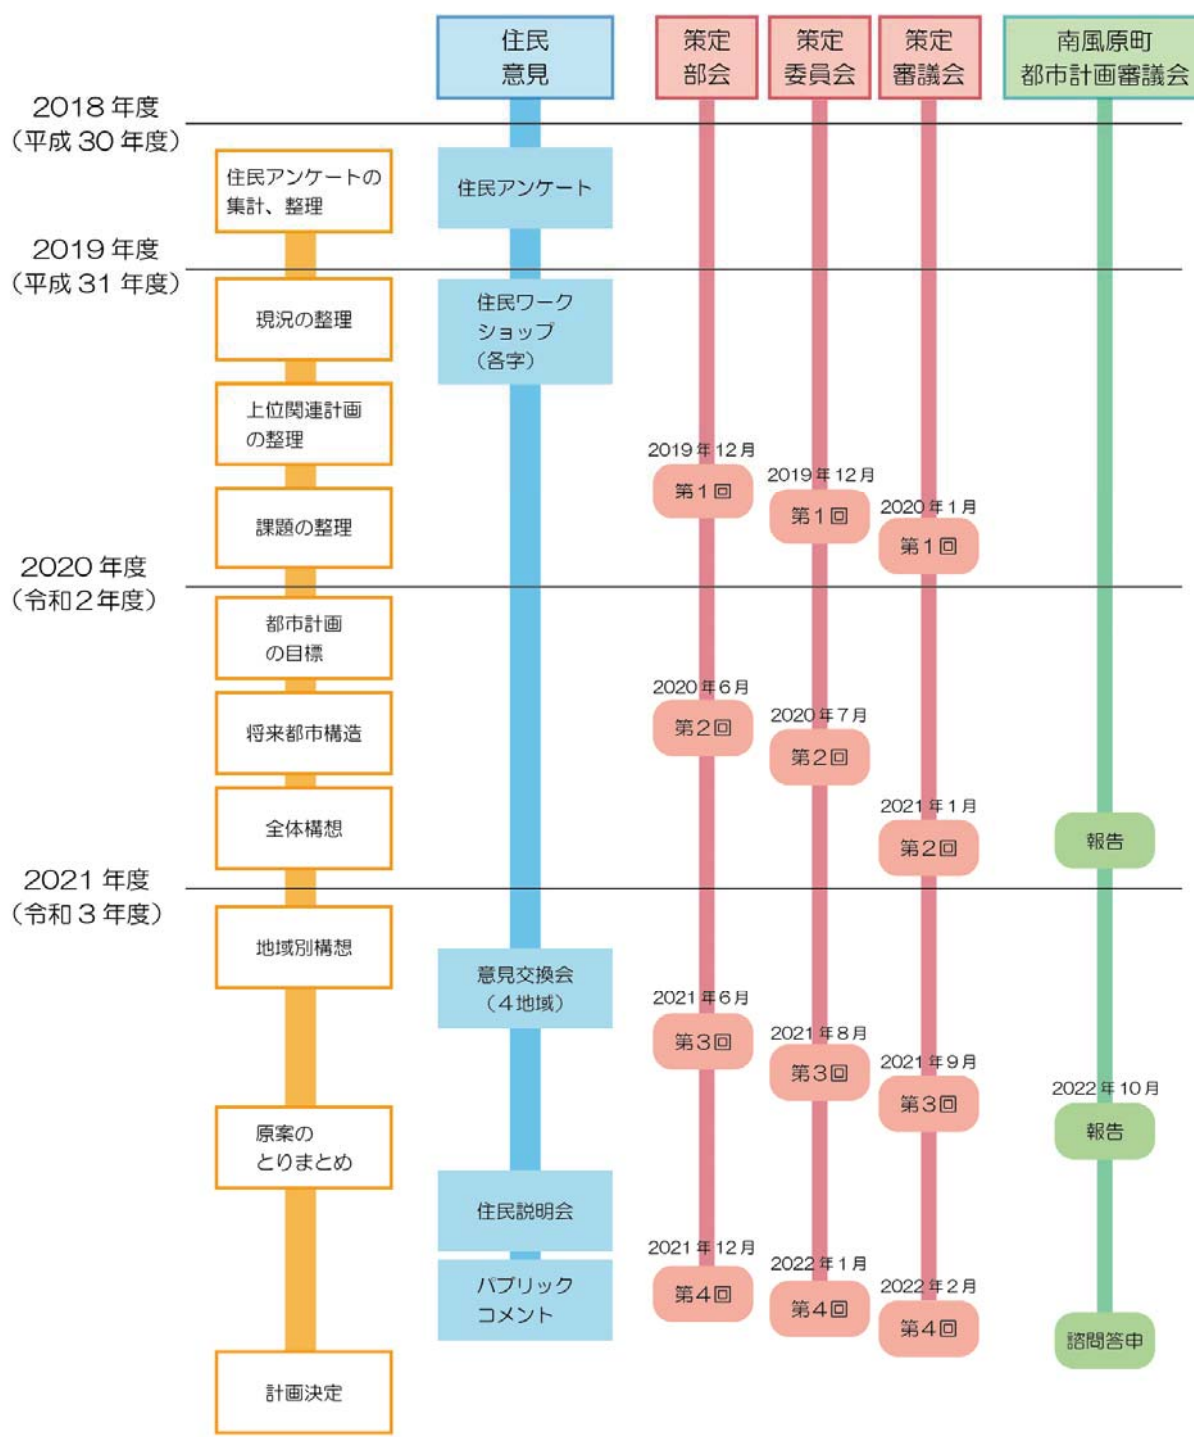 住民
意見
策定
部会
策定
委員会
策定
審議会
南風原町
都市計画審議会
2018年度
（平成30年度）
住民アンケートの
集計、整理
住民アンケート
2019年度
（平成31年度）
現況の整理
住民ワーク
ショップ
（各字）
上位関連計画
の整理
2019年12月
第1回
2019年12月
第1回
2020年1月
第1回
課題の整理
2020年度
（令和2年度）
都市計画
の目標
2020年6月
第2回
2020年7月
第2回
将来都市構造
2021年1月
第2回
報告
全体構想
2021年度
（令和3年度）
地域別構想
意見交換会
（4地域）
2021年6月
第3回
2021年8月
第3回
2021年9月
第3回
2022年10月
報告
原案の
とりまとめ
住民説明会
2021年12月
第4回
2022年1月
第4回
2022年2月
第4回
パブリック
コメント
諮問答申
計画決定